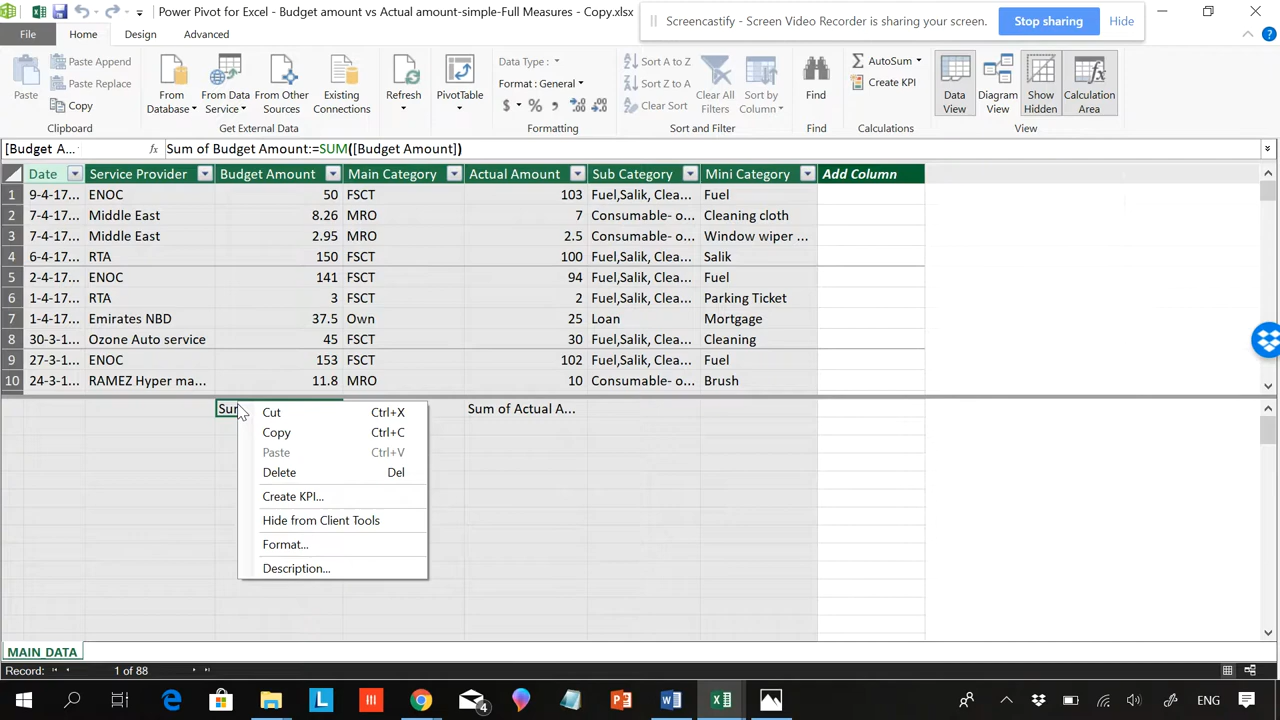 Power Pivot for Excel - Budget amount vs Actual amount-simple-Full Measures - Copy.xlsx
Screencastify - Screen Video Recorder is sharing your screen.
Stop sharing
Hide
File
Home
Design
Advanced
Paste
Paste Append
Paste Replace
Copy
Clipboard
From Database
From Data Service
From Other Sources
Existing Connections
Get External Data
Refresh
PivotTable
Data Type :
Format : General
$ % ,
Formatting
Sort A to Z
Sort Z to A
Clear Sort
Clear All Filters
Sort by Column
Sort and Filter
Find
Find
AutoSum
Create KPI
Calculations
Data View
Diagram View
Show Hidden
Calculation Area
View
[Budget A... fx Sum of Budget Amount:=SUM([Budget Amount])
Date Service Provider Budget Amount Main Category Actual Amount Sub Category Mini Category Add Column
1 9-4-17... ENOC 50 FSCT 103 Fuel,Salik, Clea... Fuel
2 7-4-17... Middle East 8.26 MRO 7 Consumable- o... Cleaning cloth
3 7-4-17... Middle East 2.95 MRO 2.5 Consumable- o... Window wiper ...
4 6-4-17... RTA 150 FSCT 100 Fuel,Salik, Clea... Salik
5 2-4-17... ENOC 141 FSCT 94 Fuel,Salik, Clea... Fuel
6 1-4-17... RTA 3 FSCT 2 Fuel,Salik, Clea... Parking Ticket
7 1-4-17... Emirates NBD 37.5 Own 25 Loan Mortgage
8 30-3-1... Ozone Auto service 45 FSCT 30 Fuel,Salik, Clea... Cleaning
9 27-3-1... ENOC 153 FSCT 102 Fuel,Salik, Clea... Fuel
10 24-3-1... RAMEZ Hyper ma... 11.8 MRO 10 Consumable- o... Brush
Sum of Actual A...
Cut Ctrl+X
Copy Ctrl+C
Paste Ctrl+V
Delete Del
Create KPI...
Hide from Client Tools
Format...
Description...
MAIN DATA
Record: 1 of 88
4
ENG